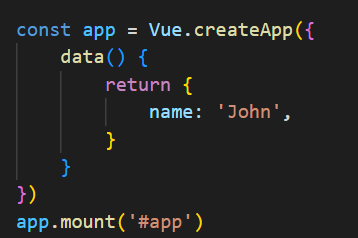 const app = Vue.createApp({
    data() {
        return {
            name: 'John',
        }
    }
})
app.mount('#app')